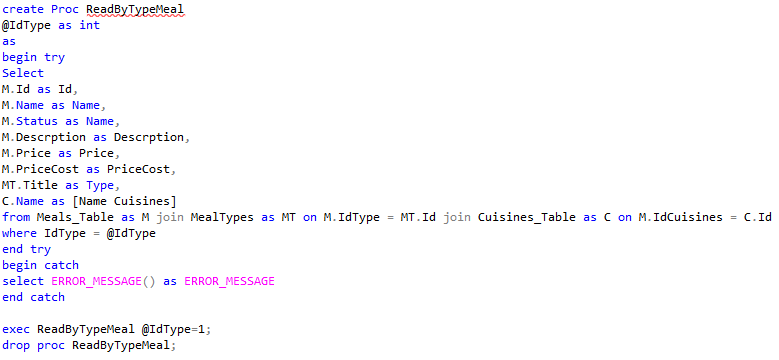 create Proc ReadByTypeMeal
@IdType as int
as
begin try
Select
M.Id as Id,
M.Name as Name,
M.Status as Name,
M.Descrption as Descrption,
M.Price as Price,
M.PriceCost as PriceCost,
MT.Title as Type,
C.Name as [Name Cuisines]
from Meals_Table as M join MealTypes as MT on M.IdType = MT.Id join Cuisines_Table as C on M.IdCuisines = C.Id
where IdType = @IdType
end try
begin catch
select ERROR_MESSAGE() as ERROR_MESSAGE
end catch
exec ReadByTypeMeal @IdType=1;
drop proc ReadByTypeMeal;